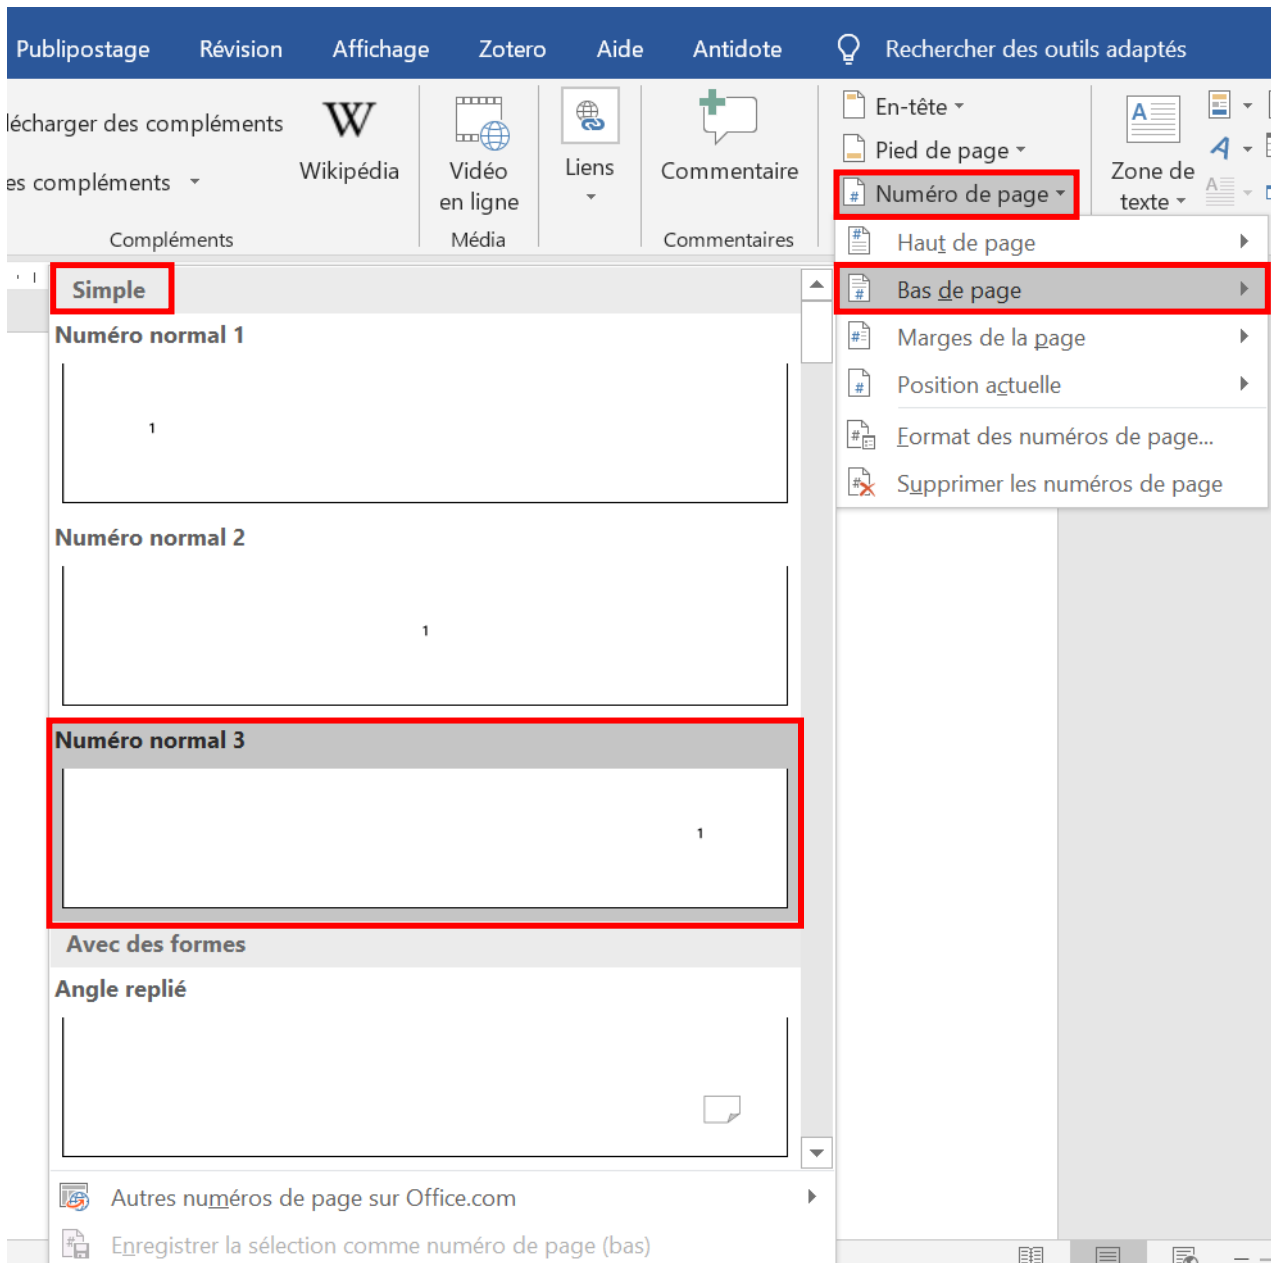 Publipostage Révision Affichage Zotero Aide Antidote Rechercher des outils adaptés
lécharger des compléments
es compléments
Wikipédia
Compléments
Vidéo
en ligne
Média
Liens
Commentaire
Commentaires
En-tête
Pied de page
Numéro de page
Zone de
texte
Haut de page
Bas de page
Marges de la page
Position actuelle
Format des numéros de page...
Supprimer les numéros de page
Simple
Numéro normal 1
1
Numéro normal 2
1
Numéro normal 3
1
Avec des formes
Angle replié
Autres numéros de page sur Office.com
Enregistrer la sélection comme numéro de page (bas)